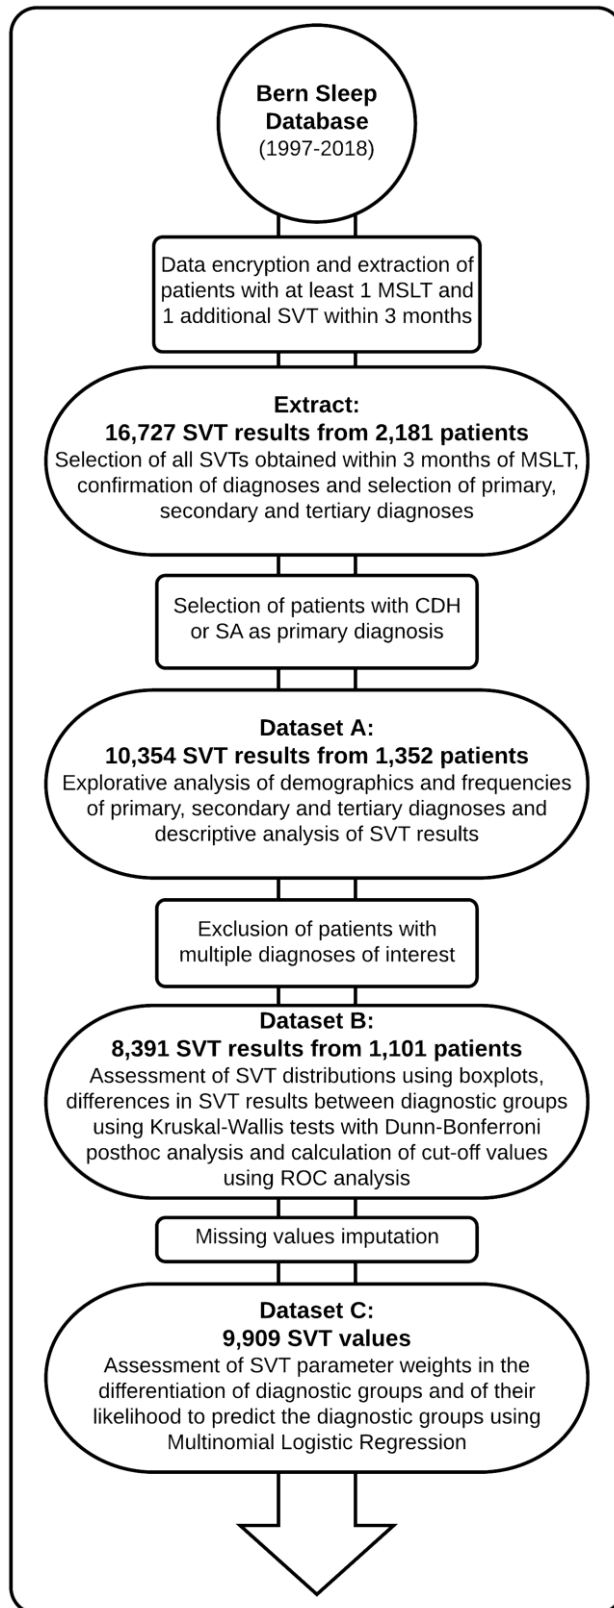 Bern Sleep
Database
(1997-2018)
Data encryption and extraction of
patients with at least 1 MSLT and
1 additional SVT within 3 months
Extract:
16,727 SVT results from 2,181 patients
Selection of all SVTs obtained within 3 months of MSLT,
confirmation of diagnoses and selection of primary,
secondary and tertiary diagnoses
Selection of patients with CDH
or SA as primary diagnosis
Dataset A:
10,354 SVT results from 1,352 patients
Explorative analysis of demographics and frequencies
of primary, secondary and tertiary diagnoses and
descriptive analysis of SVT results
Exclusion of patients with
multiple diagnoses of interest
Dataset B:
8,391 SVT results from 1,101 patients
Assessment of SVT distributions using boxplots,
differences in SVT results between diagnostic groups
using Kruskal-Wallis tests with Dunn-Bonferroni
posthoc analysis and calculation of cut-off values
using ROC analysis
Missing values imputation
Dataset C:
9,909 SVT values
Assessment of SVT parameter weights in the
differentiation of diagnostic groups and of their
likelihood to predict the diagnostic groups using
Multinomial Logistic Regression